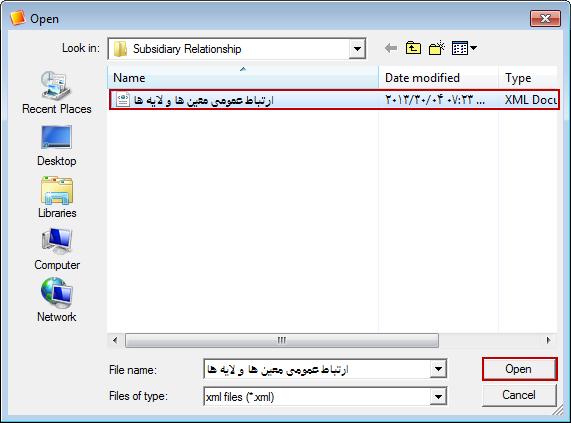 Open
Look in: Subsidiary Relationship
Name Date modified Type
ارتباط عمومی معین ها و لایه ها ۲۰۱۳/۳۰/۰۴ ۰۷:۲۳ ... XML Docu
Recent Places
Desktop
Libraries
Computer
Network
File name: ارتباط عمومی معین ها و لایه ها Open
Files of type: xml files (*.xml) Cancel